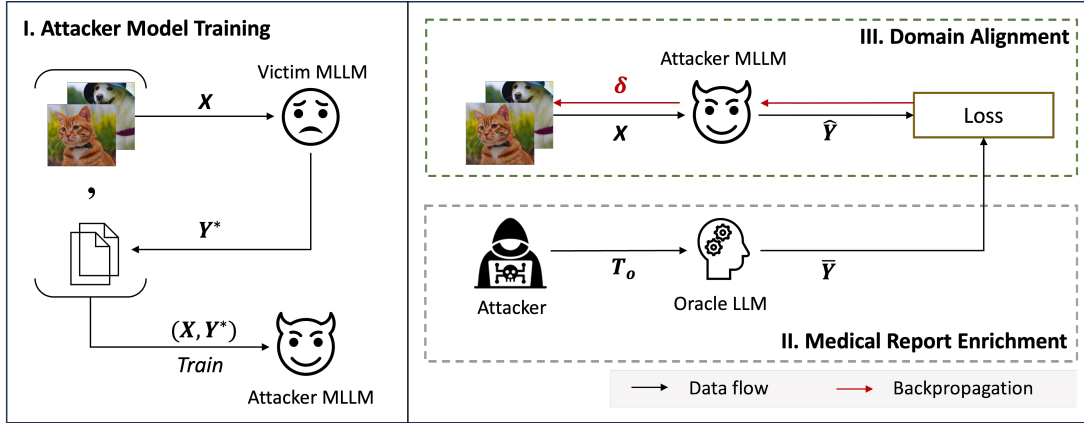 I. Attacker Model Training
Victim MLLM
X
,
Y*
(X, Y*)
Train
Attacker MLLM
III. Domain Alignment
Attacker MLLM
δ
X
Ŷ
Loss
T_o
Ȳ
Attacker
Oracle LLM
II. Medical Report Enrichment
Data flow
Backpropagation